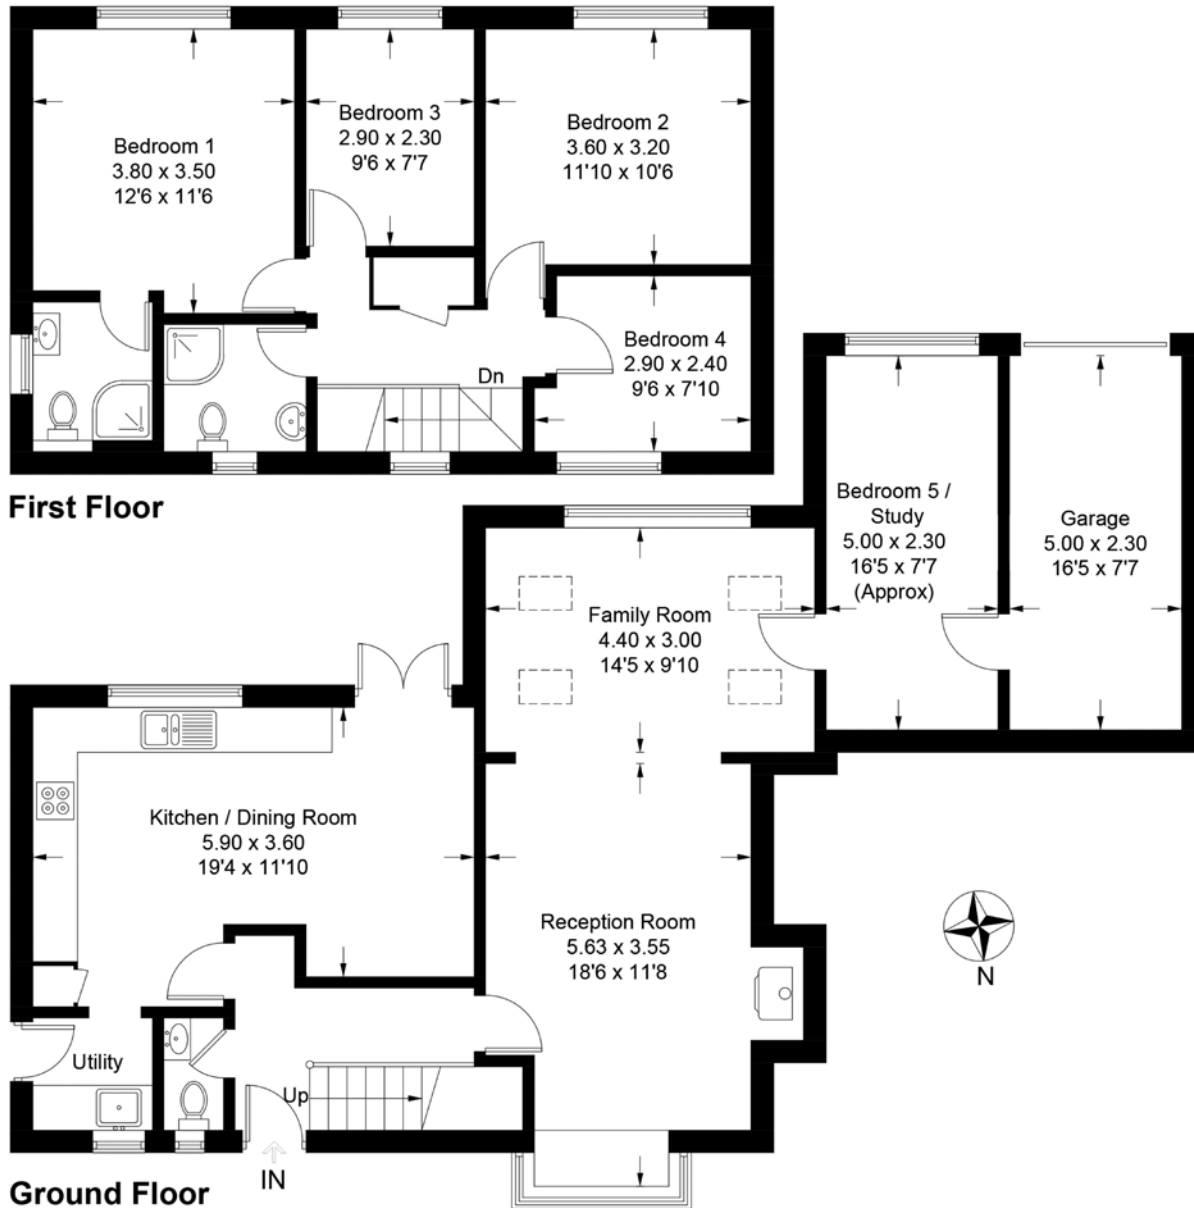 Bedroom 1
3.80 x 3.50
12'6 x 11'6
Bedroom 3
2.90 x 2.30
9'6 x 7'7
Bedroom 2
3.60 x 3.20
11'10 x 10'6
Bedroom 4
2.90 x 2.40
9'6 x 7'10
Dn
First Floor
Bedroom 5 /
Study
5.00 x 2.30
16'5 x 7'7
(Approx)
Garage
5.00 x 2.30
16'5 x 7'7
Family Room
4.40 x 3.00
14'5 x 9'10
Kitchen / Dining Room
5.90 x 3.60
19'4 x 11'10
Reception Room
5.63 x 3.55
18'6 x 11'8
N
Utility
Up
IN
Ground Floor